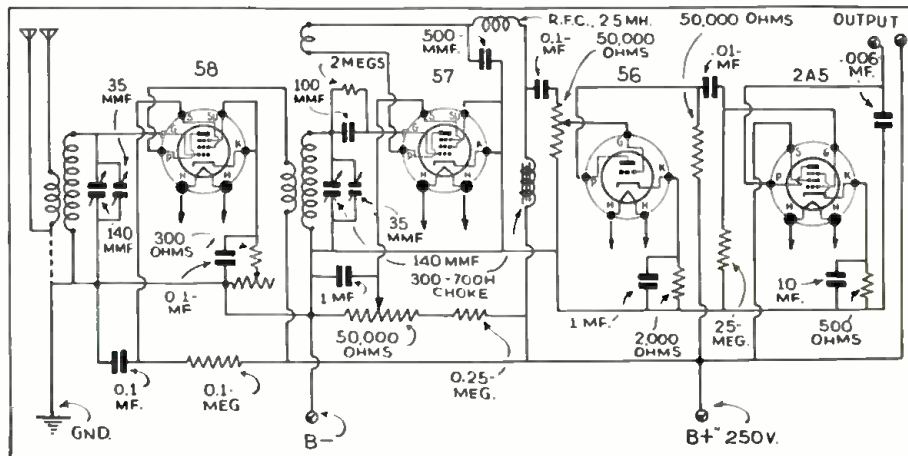 R.F.C., 2.5 MH.
50,000
OHMS
50,000
OHMS
OUTPUT
500-
MMF.
0.1-
MF
.01-
MF
.006
MF.
58
57
56
2A5
35
MMF
2 MEGS
100
MMF
S
SU
G
P
K
H
H
S
SU
G
P
K
H
H
G
P
K
H
H
S
G
P
K
H
H
140
MMF
300
OHMS
0.1-
MF
35
MMF
140 MMF
300-700H
CHOKE
1 MF.
50,000
OHMS
0.25-
MEG.
1 MF.
2,000
OHMS
.25-
MEG.
10
MF.
500
OHMS
0.1
MF.
0.1-
MEG
GND.
B-
B+ 250V.